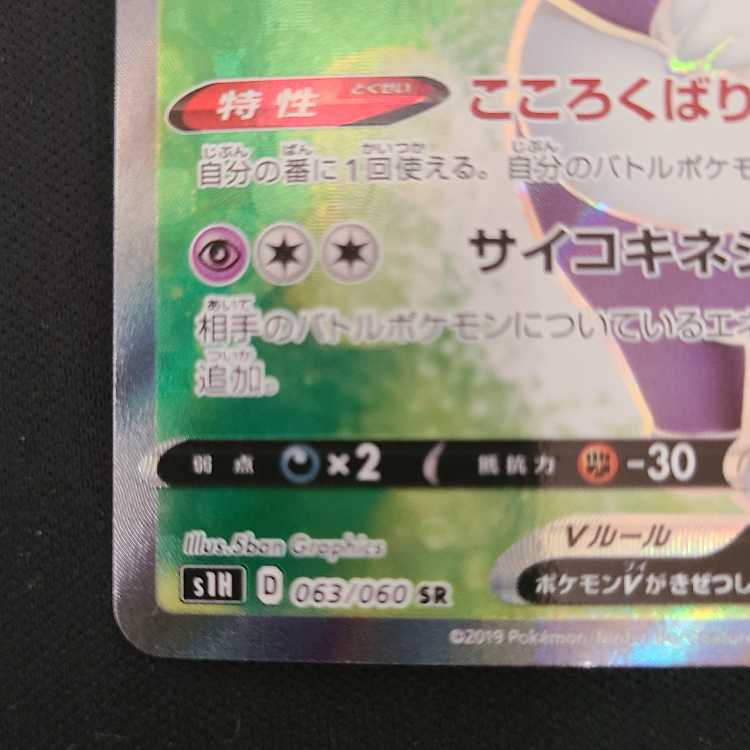 特性 とくせい こころくばり
じぶん ばん かいつか
自分の番に1回使える。自分のバトルポケモ
サイコキネシ
あいて
相手のバトルポケモンについているエネ
ついか
追加。
弱点 ×2 抵抗力 -30
Illus.5ban Graphics
Vルール
s1H D 063/060 SR
ブイ
ポケモンVがきぜつし
©2019 Pokémon